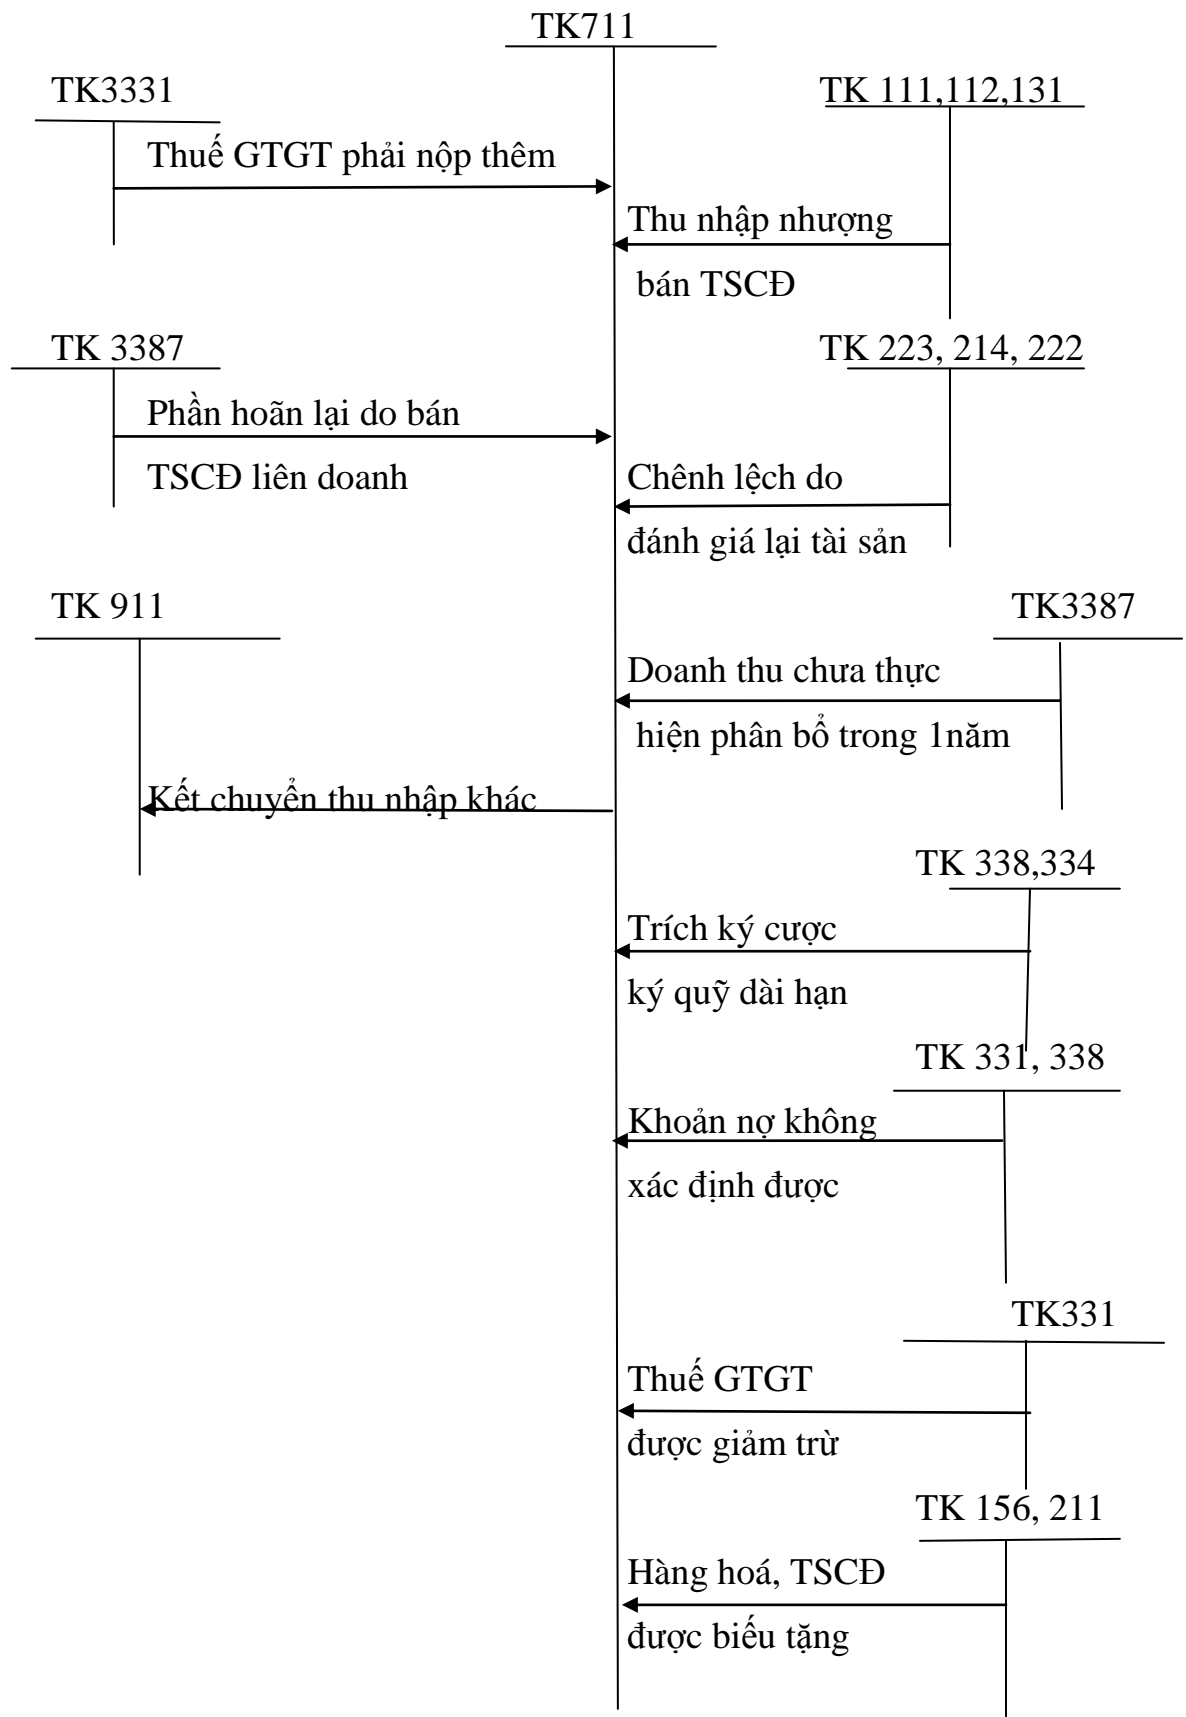 TK711
TK3331
TK 111,112,131
Thuế GTGT phải nộp thêm
Thu nhập nhượng
bán TSCĐ
TK 3387
TK 223, 214, 222
Phần hoãn lại do bán
TSCĐ liên doanh
Chênh lệch do
đánh giá lại tài sản
TK 911
TK3387
Doanh thu chưa thực
hiện phân bổ trong 1năm
Kết chuyển thu nhập khác
TK 338,334
Trích ký cược
ký quỹ dài hạn
TK 331, 338
Khoản nợ không
xác định được
TK331
Thuế GTGT
được giảm trừ
TK 156, 211
Hàng hoá, TSCĐ
được biếu tặng